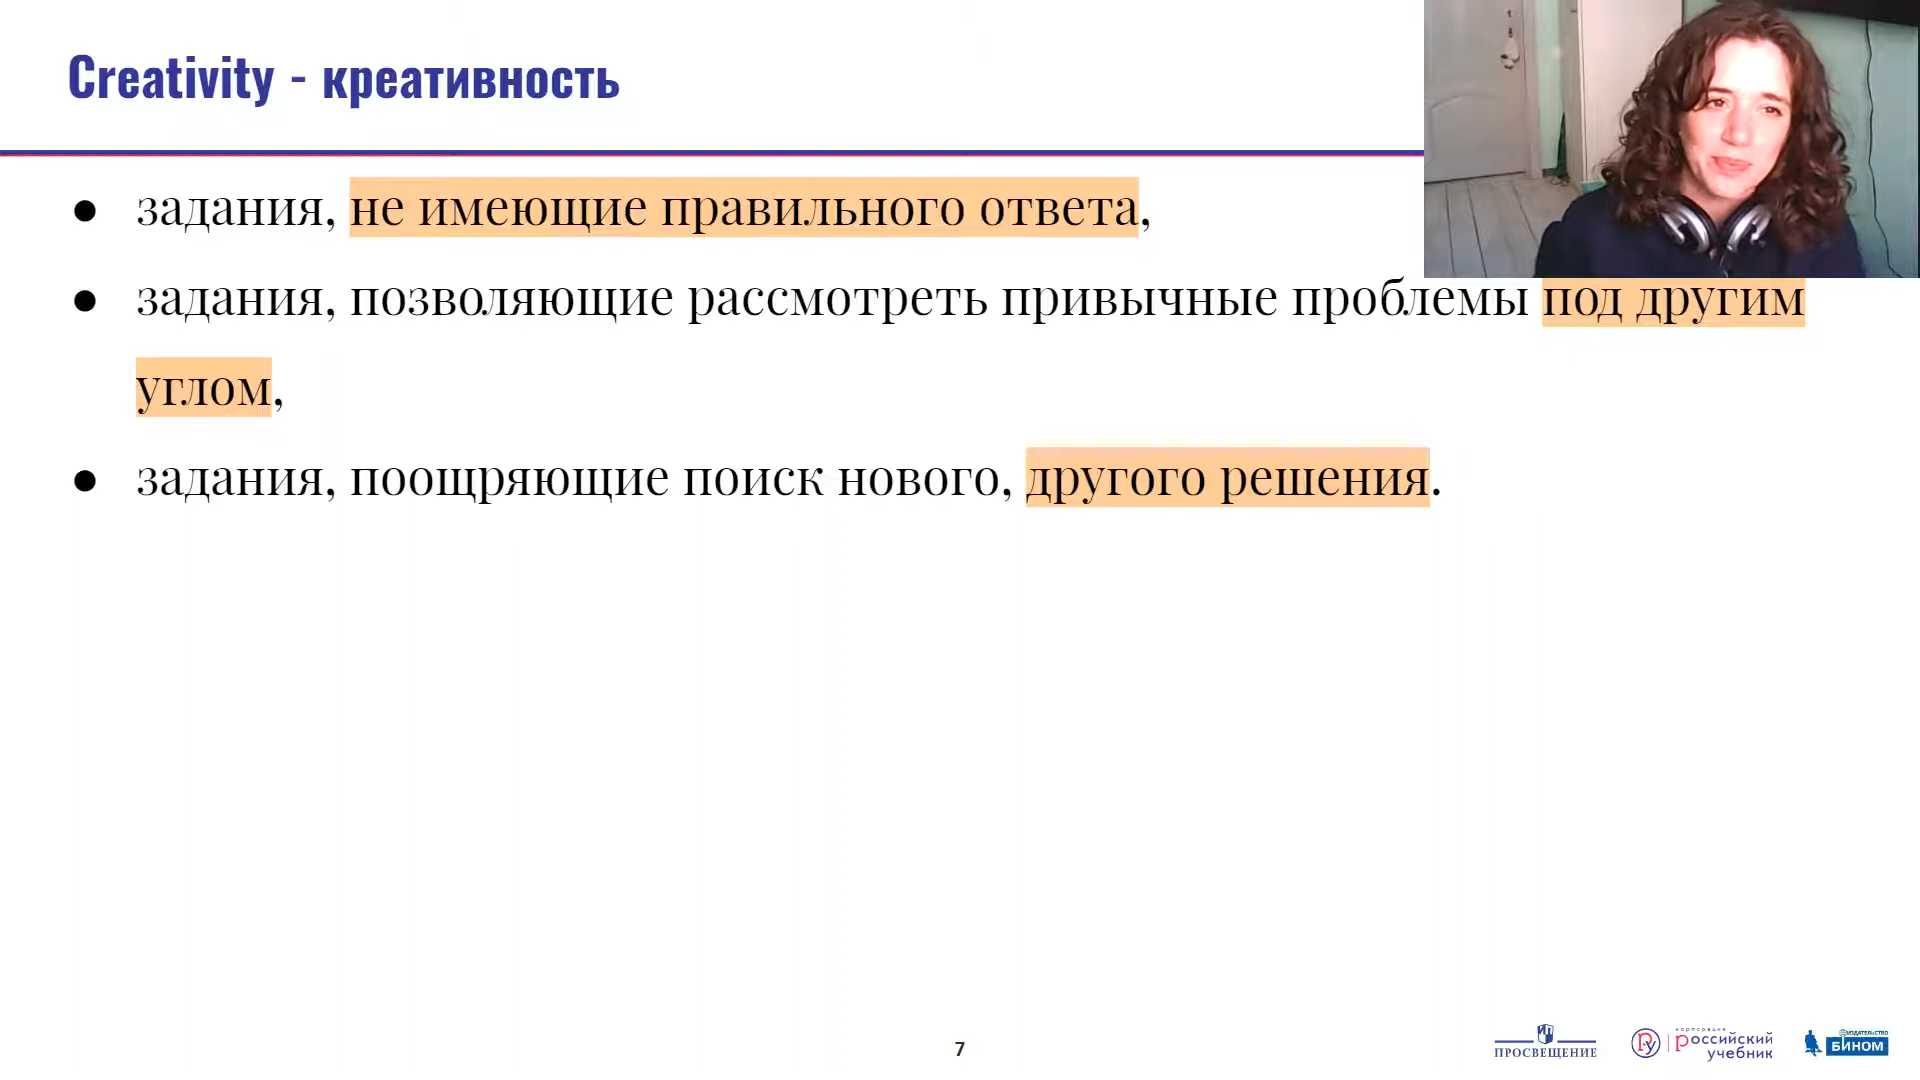 Creativity - креативность
● задания, не имеющие правильного ответа,
● задания, позволяющие рассмотреть привычные проблемы под другим
углом,
● задания, поощряющие поиск нового, другого решения.
7
ПРОСВЕЩЕНИЕ
корпорация
российский
учебник
ИЗДАТЕЛЬСТВО
БИНОМ